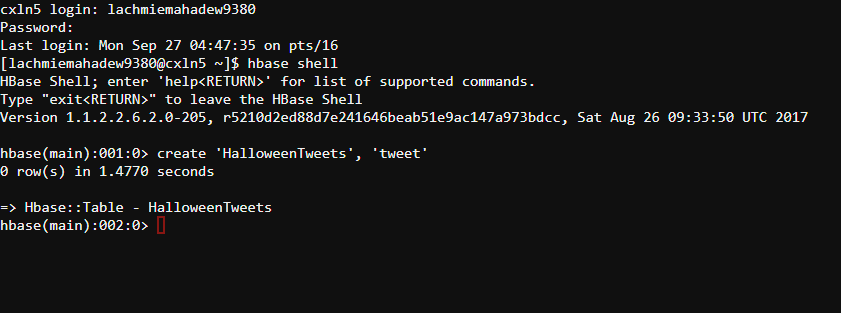 cxln5 login: lachmiemahadew9380
Password:
Last login: Mon Sep 27 04:47:35 on pts/16
[lachmiemahadew9380@cxln5 ~]$ hbase shell
HBase Shell; enter 'help<RETURN>' for list of supported commands.
Type "exit<RETURN>" to leave the HBase Shell
Version 1.1.2.2.6.2.0-205, r5210d2ed88d7e241646beab51e9ac147a973bdcc, Sat Aug 26 09:33:50 UTC 2017
hbase(main):001:0> create 'HalloweenTweets', 'tweet'
0 row(s) in 1.4770 seconds
=> Hbase::Table - HalloweenTweets
hbase(main):002:0>